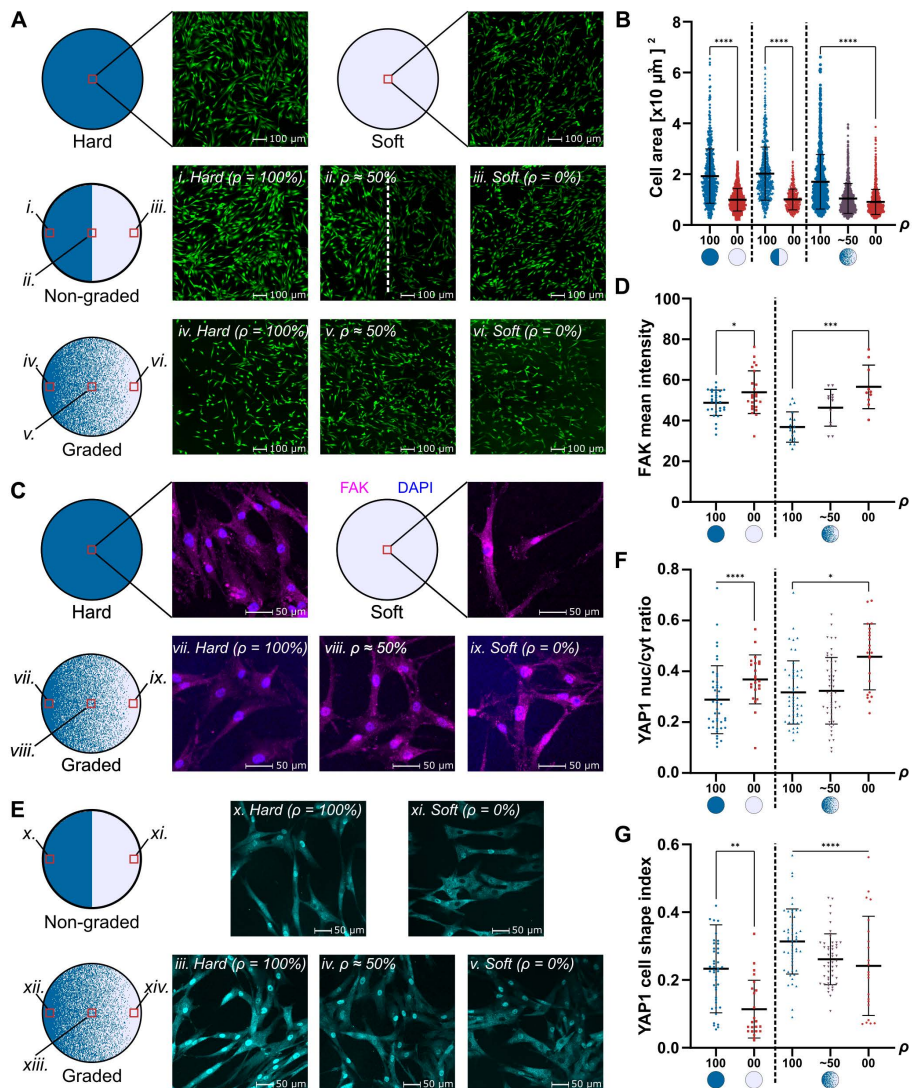 A
Hard
100 µm
Soft
100 µm
i.
ii.
iii.
Non-graded
i. Hard (ρ = 100%)
100 µm
ii. ρ ≈ 50%
100 µm
iii. Soft (ρ = 0%)
100 µm
iv.
v.
vi.
Graded
iv. Hard (ρ = 100%)
100 µm
v. ρ ≈ 50%
100 µm
vi. Soft (ρ = 0%)
100 µm
B
Cell area [x10 ³µm ] ²
8
6
4
2
0
****
****
****
100 00 100 00 100 ~50 00
ρ
C
Hard
50 µm
FAK DAPI
Soft
50 µm
vii.
viii.
ix.
Graded
vii. Hard (ρ = 100%)
50 µm
viii. ρ ≈ 50%
50 µm
ix. Soft (ρ = 0%)
50 µm
D
FAK mean intensity
100
80
60
40
20
0
*
***
100 00 100 ~50 00
ρ
E
x.
xi.
Non-graded
x. Hard (ρ = 100%)
50 µm
xi. Soft (ρ = 0%)
50 µm
xii.
xiii.
xiv.
Graded
iii. Hard (ρ = 100%)
50 µm
iv. ρ ≈ 50%
50 µm
v. Soft (ρ = 0%)
50 µm
F
YAP1 nuc/cyt ratio
0.8
0.6
0.4
0.2
0.0
****
*
100 00 100 ~50 00
ρ
G
YAP1 cell shape index
0.6
0.4
0.2
0.0
**
****
100 00 100 ~50 00
ρ